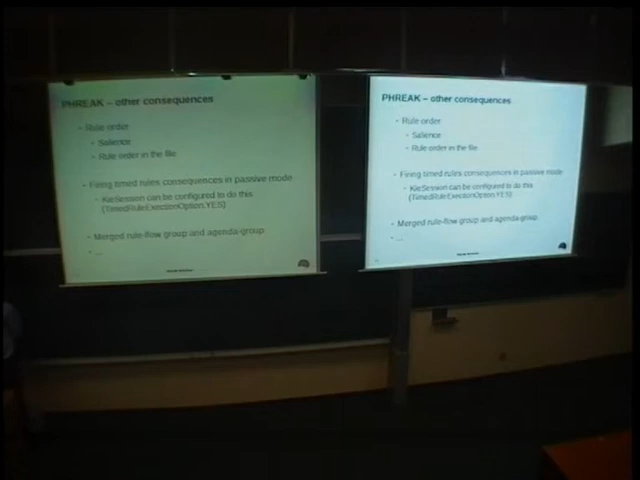 PHREAK – other consequences
Rule order
Salience
Rule order in the file
Firing timed rules consequences in passive mode
KieSession can be configured to do this
(TimedRuleExectionOption.YES)
Merged rule-flow group and agenda-group
...
PHREAK – other consequences
Rule order
Salience
Rule order in the file
Firing timed rules consequences in passive mode
KieSession can be configured to do this
(TimedRuleExectionOption.YES)
Merged rule-flow group and agenda-group
...